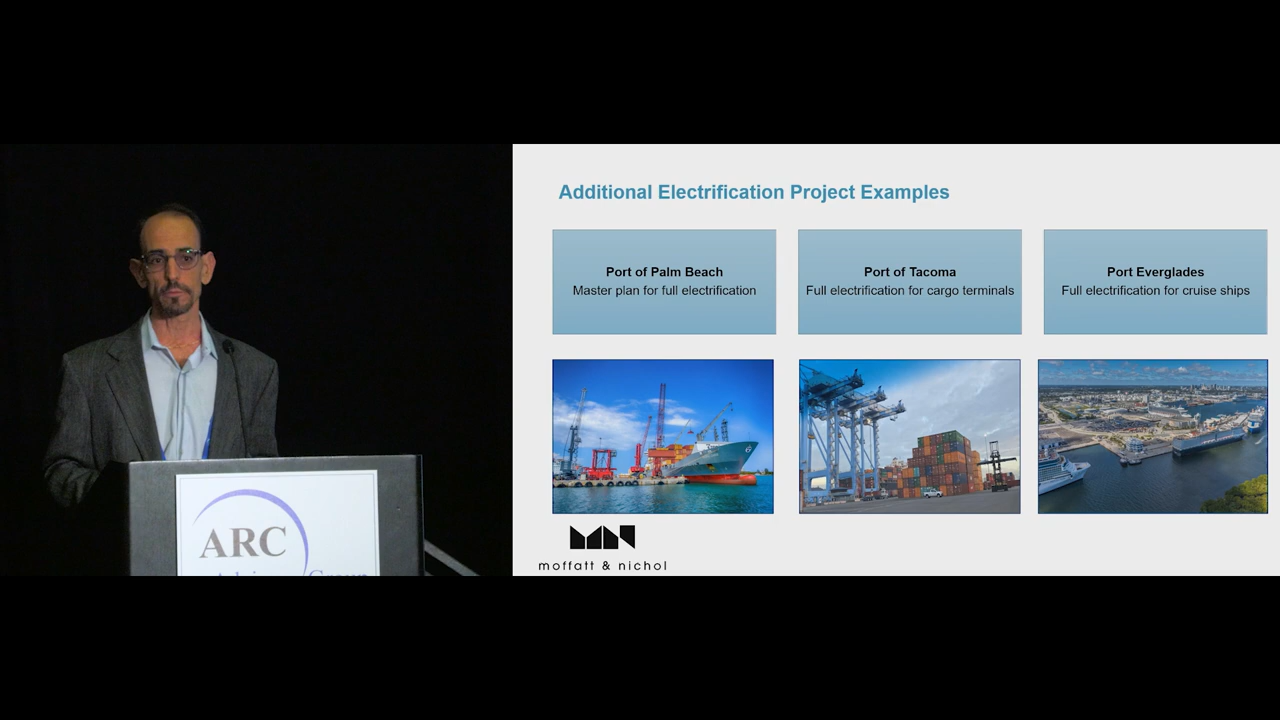 Additional Electrification Project Examples
Port of Palm Beach
Master plan for full electrification
Port of Tacoma
Full electrification for cargo terminals
Port Everglades
Full electrification for cruise ships
moffatt & nichol
ARC